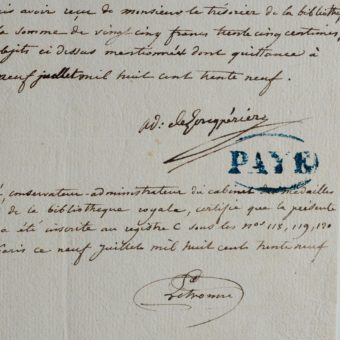 avoir reçu de monsieur le trésorier de la biblioth
somme de vingt cinq francs trente cinq centimes,
objets ci dessus mentionnés dont quittance à
neuf juillet mil huit cent trente neuf.
ad: de Longpérier
PAYÉ
conservateur-administrateur du cabinet des médailles
de la bibliothèque royale, certifie que la présente
a été inscrite au registre C sous les nos 118, 119, 120
Paris ce neuf juillet mil huit cent trente neuf
Letronne